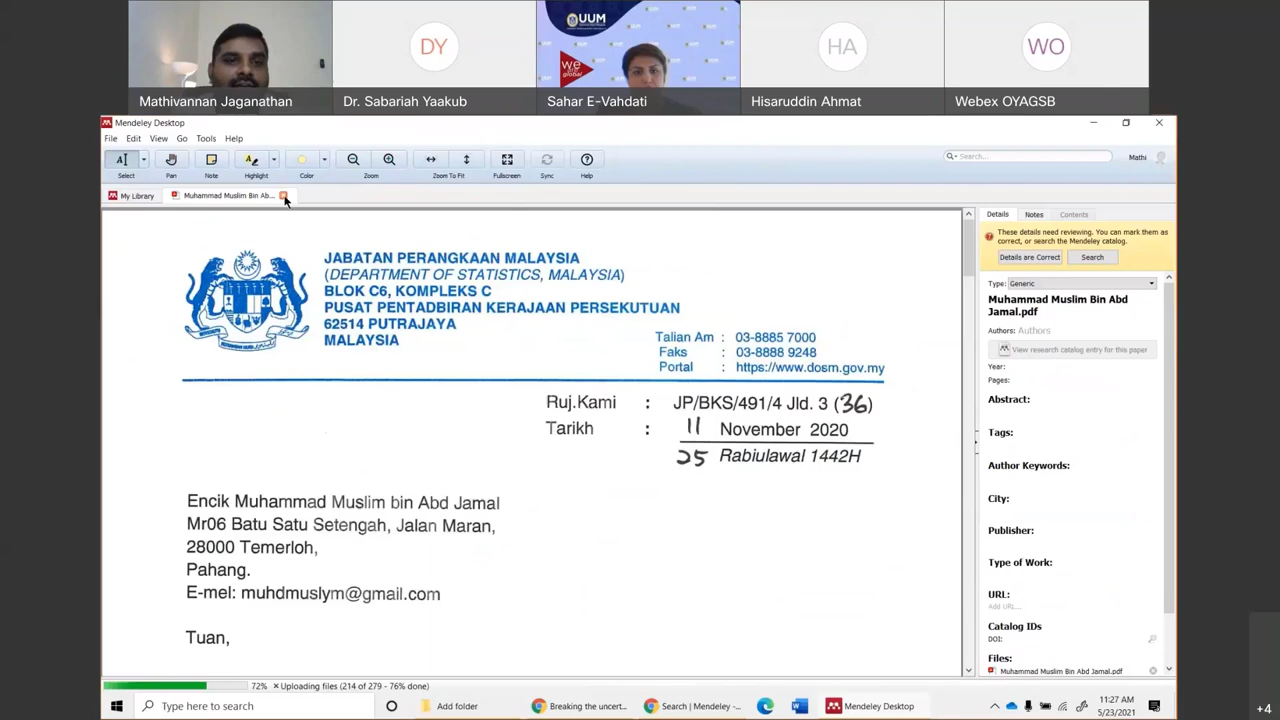 DY
UUM
we
are
global
HA
WO
Mathivannan Jaganathan
Dr. Sabariah Yaakub
Sahar E-Vahdati
Hisaruddin Ahmat
Webex OYAGSB
Mendeley Desktop
File Edit View Go Tools Help
Select Pan Note Highlight Color Zoom Zoom To Fit Fullscreen Sync Help
Search...
Mathi
My Library
Muhammad Muslim Bin Ab...
JABATAN PERANGKAAN MALAYSIA
(DEPARTMENT OF STATISTICS, MALAYSIA)
BLOK C6, KOMPLEKS C
PUSAT PENTADBIRAN KERAJAAN PERSEKUTUAN
62514 PUTRAJAYA
MALAYSIA
Talian Am : 03-8885 7000
Faks : 03-8888 9248
Portal : https://www.dosm.gov.my
Ruj.Kami : JP/BKS/491/4 Jld. 3 (36)
Tarikh : 11 November 2020
25 Rabiulawal 1442H
Encik Muhammad Muslim bin Abd Jamal
Mr06 Batu Satu Setengah, Jalan Maran,
28000 Temerloh,
Pahang.
E-mel: muhdmuslym@gmail.com
Tuan,
Details Notes Contents
These details need reviewing. You can mark them as
correct, or search the Mendeley catalog.
Details are Correct
Search
Type: Generic
Muhammad Muslim Bin Abd
Jamal.pdf
Authors: Authors
View research catalog entry for this paper
Year:
Pages:
Abstract:
Tags:
Author Keywords:
City:
Publisher:
Type of Work:
URL:
Add URL...
Catalog IDs
DOI:
Files:
Muhammad Muslim Bin Abd Jamal.pdf
72% Uploading files (214 of 279 - 76% done)
Type here to search
Add folder
Breaking the uncert...
Search | Mendeley -...
Mendeley Desktop
11:27 AM
5/23/2021
+4